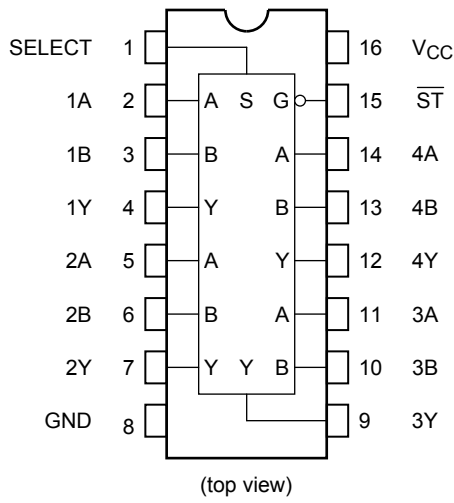 SELECT 1 16 VCC
1A 2 A S G 15 ST
1B 3 B A 14 4A
1Y 4 Y B 13 4B
2A 5 A Y 12 4Y
2B 6 B A 11 3A
2Y 7 Y Y B 10 3B
GND 8 9 3Y
(top view)